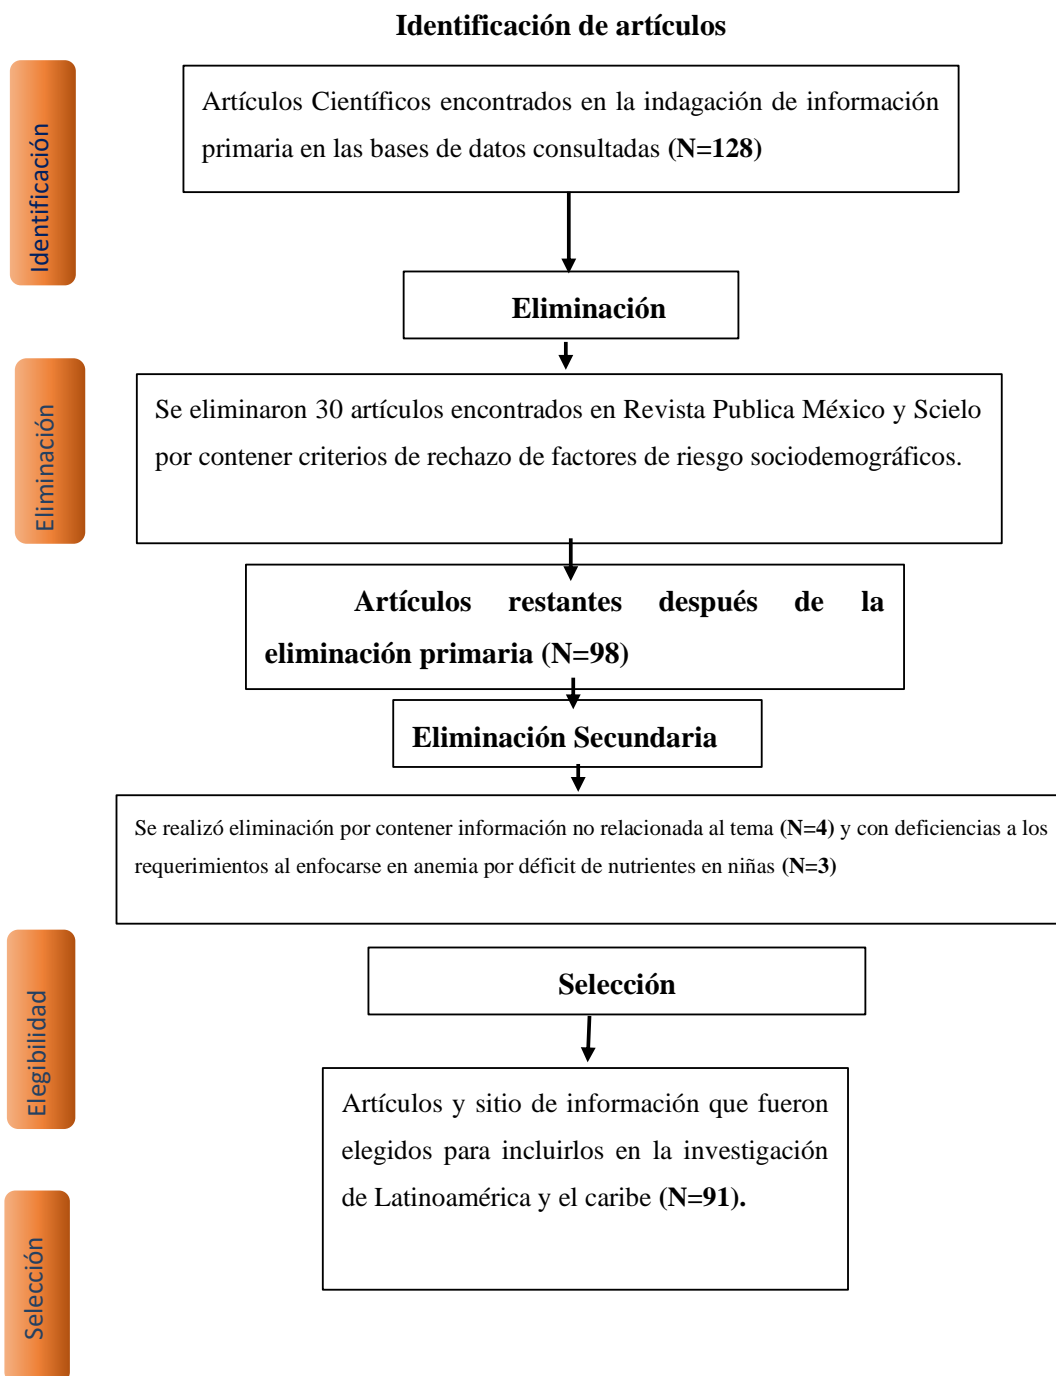 Identificación de artículos
Identificación
Artículos Científicos encontrados en la indagación de información
primaria en las bases de datos consultadas (N=128)
Eliminación
Eliminación
Se eliminaron 30 artículos encontrados en Revista Publica México y Scielo
por contener criterios de rechazo de factores de riesgo sociodemográficos.
Artículos restantes después de la
eliminación primaria (N=98)
Eliminación Secundaria
Se realizó eliminación por contener información no relacionada al tema (N=4) y con deficiencias a los
requerimientos al enfocarse en anemia por déficit de nutrientes en niñas (N=3)
Elegibilidad
Selección
Artículos y sitio de información que fueron
elegidos para incluirlos en la investigación
de Latinoamérica y el caribe (N=91).
Selección